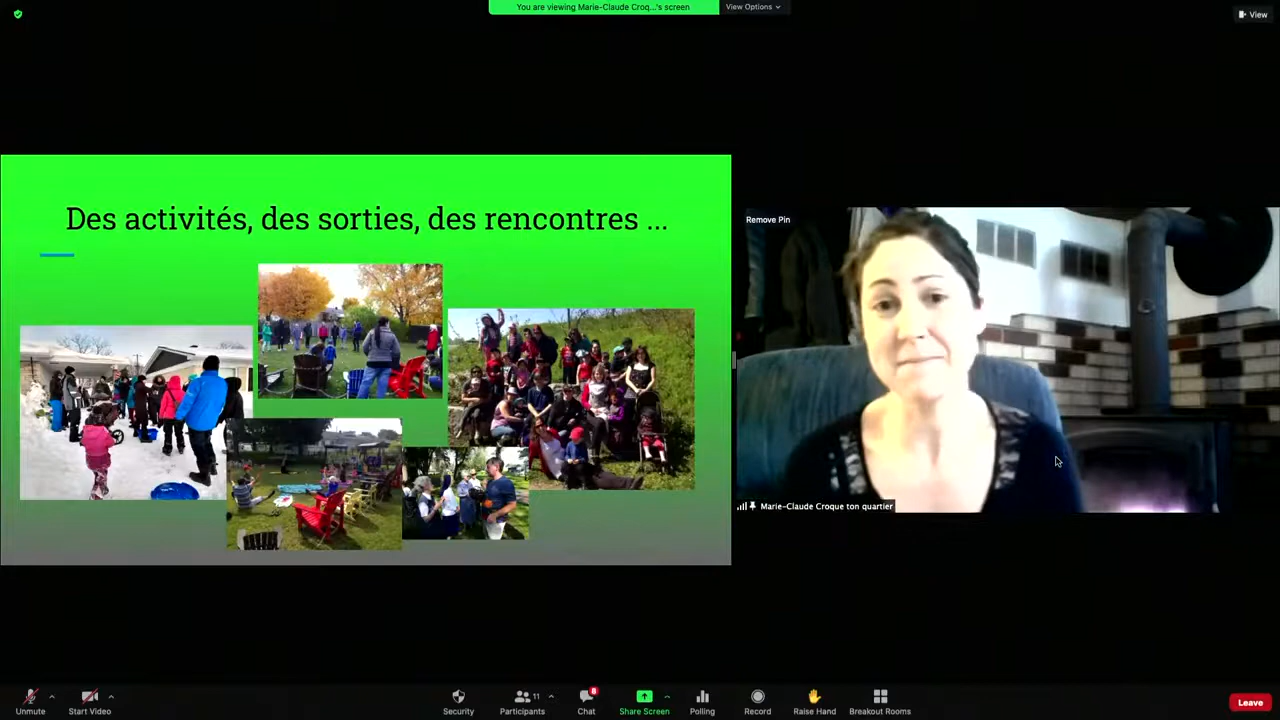 You are viewing Marie-Claude Croq...'s screen
View Options
View
Des activités, des sorties, des rencontres ...
Remove Pin
Marie-Claude Croque ton quartier
Unmute
Start Video
Security
Participants
11
Chat
8
Share Screen
Polling
Record
Raise Hand
Breakout Rooms
Leave